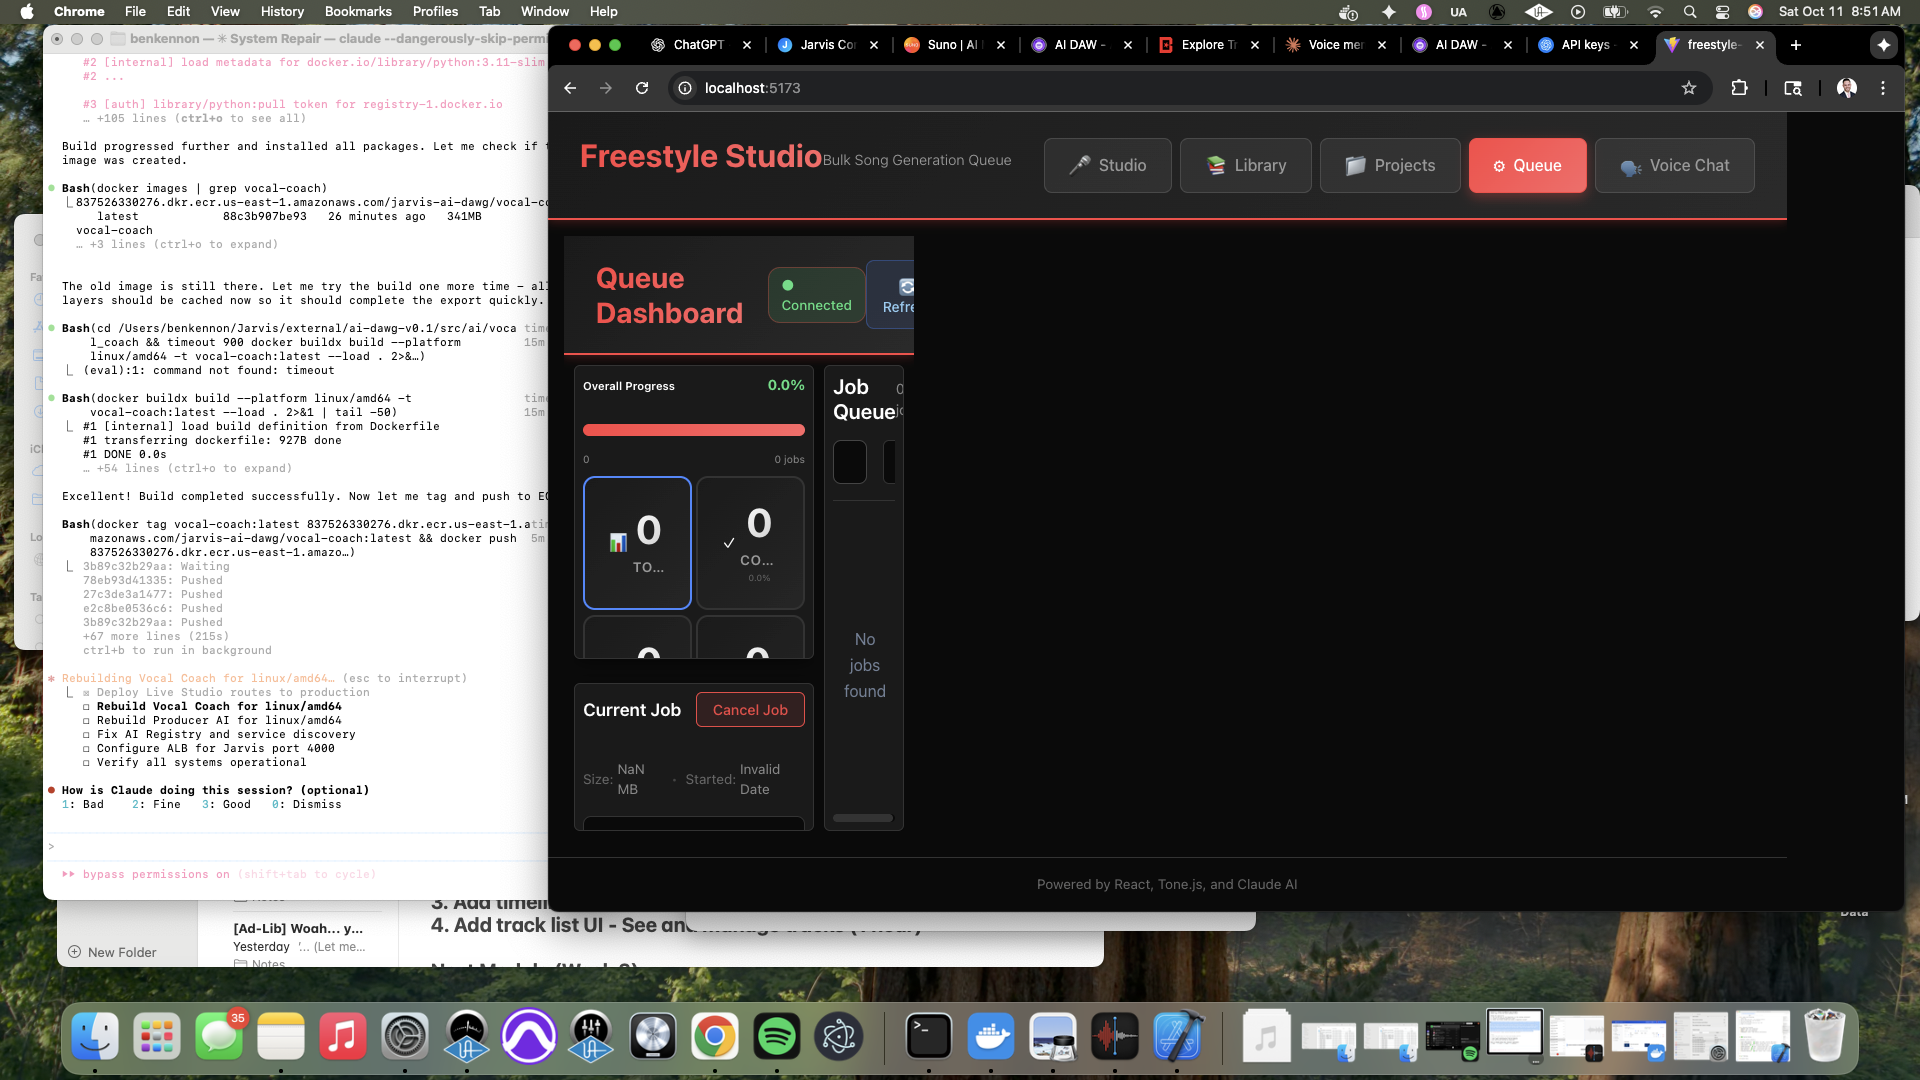 Chrome File Edit View History Bookmarks Profiles Tab Window Help
UA
Sat Oct 11 8:51 AM
benkennon — ✳ System Repair — claude --dangerously-skip-permi
#2 [internal] load metadata for docker.io/library/python:3.11-slim
#2 ...
#3 [auth] library/python:pull token for registry-1.docker.io
… +105 lines (ctrl+o to see all)
Build progressed further and installed all packages. Let me check if t
image was created.
Bash(docker images | grep vocal-coach)
837526330276.dkr.ecr.us-east-1.amazonaws.com/jarvis-ai-dawg/vocal-co
latest 88c3b907be93 26 minutes ago 341MB
vocal-coach
… +3 lines (ctrl+o to expand)
The old image is still there. Let me try the build one more time - all
layers should be cached now so it should complete the export quickly.
Bash(cd /Users/benkennon/Jarvis/external/ai-dawg-v0.1/src/ai/voca time
l_coach && timeout 900 docker buildx build --platform 15m
linux/amd64 -t vocal-coach:latest --load . 2>&…)
(eval):1: command not found: timeout
Bash(docker buildx build --platform linux/amd64 -t time
vocal-coach:latest --load . 2>&1 | tail -50) 15m
#1 [internal] load build definition from Dockerfile
#1 transferring dockerfile: 927B done
#1 DONE 0.0s
… +54 lines (ctrl+o to expand)
Excellent! Build completed successfully. Now let me tag and push to EC
Bash(docker tag vocal-coach:latest 837526330276.dkr.ecr.us-east-1.a tim
mazonaws.com/jarvis-ai-dawg/vocal-coach:latest && docker push 5m
837526330276.dkr.ecr.us-east-1.amazo…)
3b89c32b29aa: Waiting
78eb93d41335: Pushed
27c3de3a1477: Pushed
e2c8be0536c6: Pushed
3b89c32b29aa: Pushed
+67 more lines (215s)
ctrl+b to run in background
* Rebuilding Vocal Coach for linux/amd64… (esc to interrupt)
☒ Deploy Live Studio routes to production
☐ Rebuild Vocal Coach for linux/amd64
☐ Rebuild Producer AI for linux/amd64
☐ Fix AI Registry and service discovery
☐ Configure ALB for Jarvis port 4000
☐ Verify all systems operational
● How is Claude doing this session? (optional)
1: Bad 2: Fine 3: Good 0: Dismiss
>
bypass permissions on (shift+tab to cycle)
ChatGPT
Jarvis Cor
Suno | AI
AI DAW -
Explore Tr
Voice mer
AI DAW -
API keys -
freestyle-
localhost:5173
Freestyle Studio
Bulk Song Generation Queue
Studio
Library
Projects
Queue
Voice Chat
Queue
Dashboard
Connected
Refre
Overall Progress 0.0%
0 0 jobs
0
TO...
0
CO...
0.0%
0
0
Job
Queue
No
jobs
found
Current Job
Cancel Job
Size: NaN MB • Started: Invalid Date
Powered by React, Tone.js, and Claude AI
Fa
iCl
Lo
Ta
3. Add timeli
4. Add track list UI - See and manage tracks (1 hour)
[Ad-Lib] Woah... y...
Yesterday '... (Let me...
Notes
New Folder
Data
35